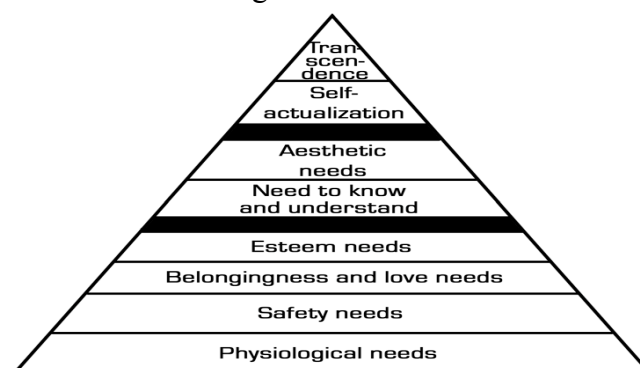 Tran-
scen-
dence
Self-
actualization
Aesthetic
needs
Need to know
and understand
Esteem needs
Belongingness and love needs
Safety needs
Physiological needs